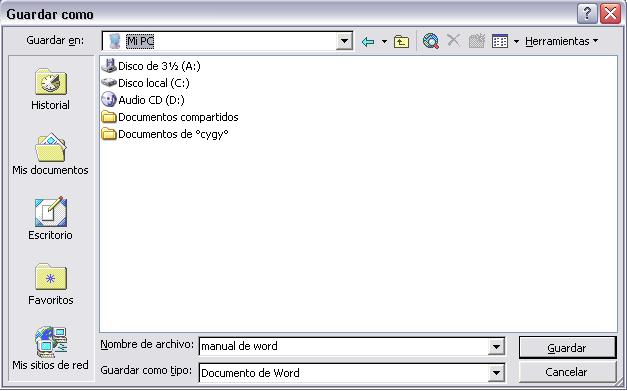 Guardar como
Guardar en:
Mi PC
Herramientas
Disco de 3½ (A:)
Disco local (C:)
Audio CD (D:)
Documentos compartidos
Documentos de °cygy°
Historial
Mis documentos
Escritorio
Favoritos
Mis sitios de red
Nombre de archivo:
manual de word
Guardar
Guardar como tipo:
Documento de Word
Cancelar